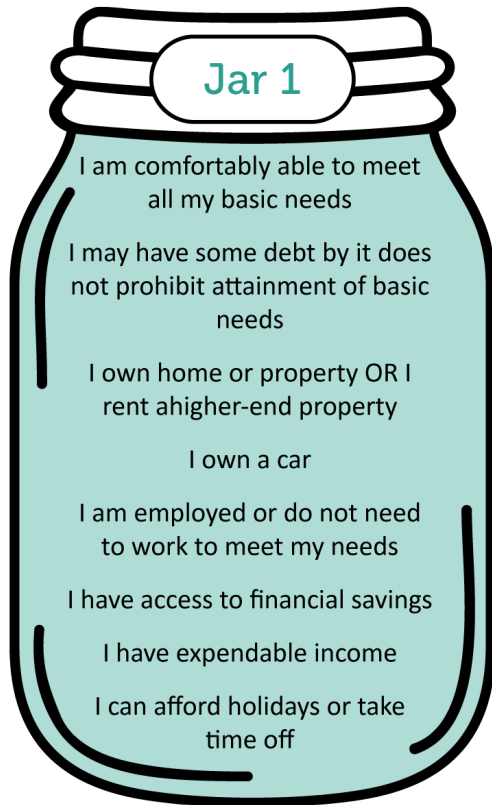 Jar 1
I am comfortably able to meet
all my basic needs
I may have some debt by it does
not prohibit attainment of basic
needs
I own home or property OR I
rent ahigher-end property
I own a car
I am employed or do not need
to work to meet my needs
I have access to financial savings
I have expendable income
I can afford holidays or take
time off